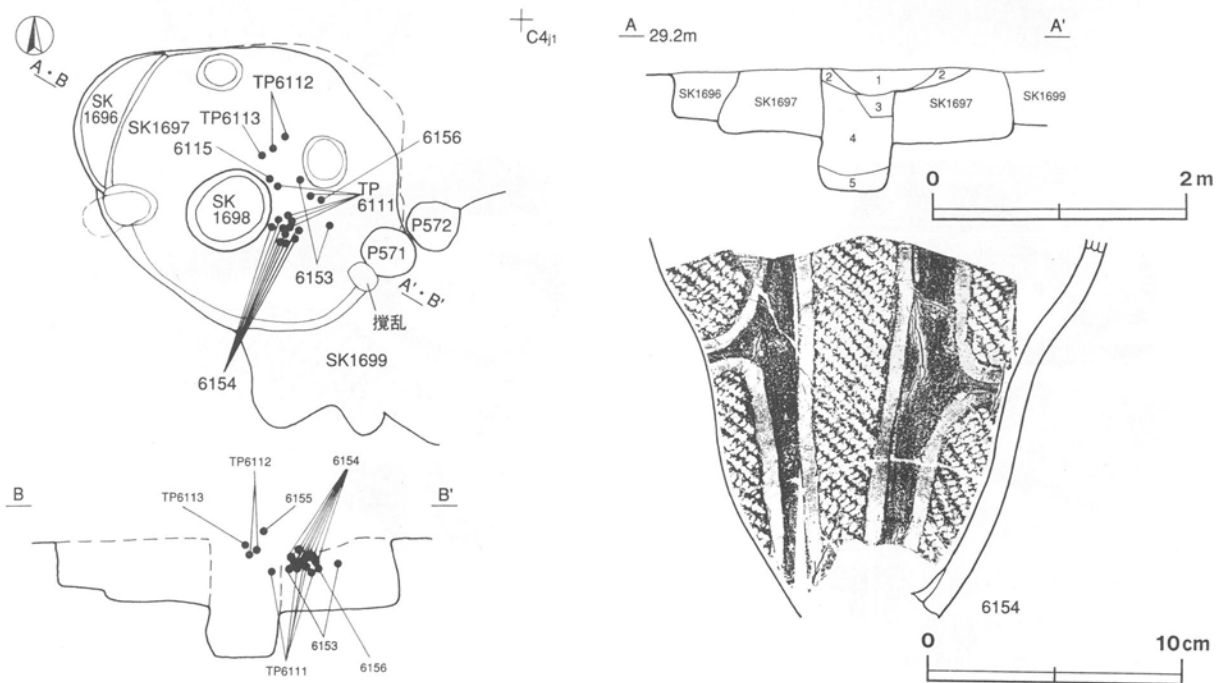 C4j1
A・B
SK
1696
SK1697
TP6112
TP6113
6115
6156
TP
6111
SK
1698
P572
P571
6153
A'・B'
攪乱
SK1699
6154
B
B'
TP6112
6154
TP6113
6155
6153
TP6111
6156
A 29.2m
A'
SK1696
SK1697
2
1
2
3
4
5
SK1697
SK1699
0 2m
6154
0 10cm